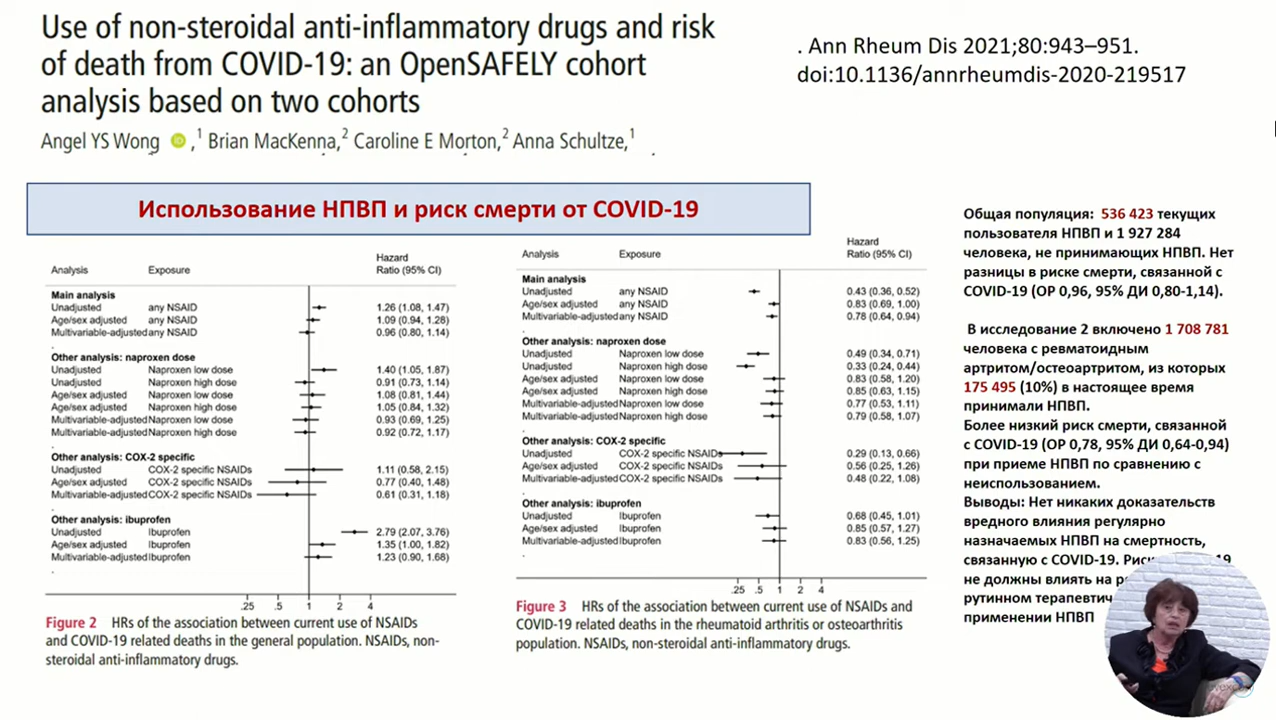 Use of non-steroidal anti-inflammatory drugs and risk
of death from COVID-19: an OpenSAFELY cohort
analysis based on two cohorts
Angel YS Wong ,1 Brian MacKenna,2 Caroline E Morton,2 Anna Schultze,1
. Ann Rheum Dis 2021;80:943–951.
doi:10.1136/annrheumdis-2020-219517
Использование НПВП и риск смерти от COVID-19
Analysis Exposure Hazard Ratio (95% CI)
Main analysis
Unadjusted any NSAID 1.26 (1.08, 1.47)
Age/sex adjusted any NSAID 1.09 (0.94, 1.28)
Multivariable-adjusted any NSAID 0.96 (0.80, 1.14)
.
Other analysis: naproxen dose
Unadjusted Naproxen low dose 1.40 (1.05, 1.87)
Unadjusted Naproxen high dose 0.91 (0.73, 1.14)
Age/sex adjusted Naproxen low dose 1.08 (0.81, 1.44)
Age/sex adjusted Naproxen high dose 1.05 (0.84, 1.32)
Multivariable-adjusted Naproxen low dose 0.93 (0.69, 1.25)
Multivariable-adjusted Naproxen high dose 0.92 (0.72, 1.17)
.
Other analysis: COX-2 specific
Unadjusted COX-2 specific NSAIDs 1.11 (0.58, 2.15)
Age/sex adjusted COX-2 specific NSAIDs 0.77 (0.40, 1.48)
Multivariable-adjusted COX-2 specific NSAIDs 0.61 (0.31, 1.18)
.
Other analysis: ibuprofen
Unadjusted Ibuprofen 2.79 (2.07, 3.76)
Age/sex adjusted Ibuprofen 1.35 (1.00, 1.82)
Multivariable-adjusted Ibuprofen 1.23 (0.90, 1.68)
.
.25 .5 1 2 4
Figure 2 HRs of the association between current use of NSAIDs
and COVID-19 related deaths in the general population. NSAIDs, non-
steroidal anti-inflammatory drugs.
Analysis Exposure Hazard Ratio (95% CI)
Main analysis
Unadjusted any NSAID 0.43 (0.36, 0.52)
Age/sex adjusted any NSAID 0.83 (0.69, 1.00)
Multivariable-adjusted any NSAID 0.78 (0.64, 0.94)
.
Other analysis: naproxen dose
Unadjusted Naproxen low dose 0.49 (0.34, 0.71)
Unadjusted Naproxen high dose 0.33 (0.24, 0.44)
Age/sex adjusted Naproxen low dose 0.83 (0.58, 1.20)
Age/sex adjusted Naproxen high dose 0.85 (0.63, 1.15)
Multivariable-adjusted Naproxen low dose 0.77 (0.53, 1.11)
Multivariable-adjusted Naproxen high dose 0.79 (0.58, 1.07)
.
Other analysis: COX-2 specific
Unadjusted COX-2 specific NSAIDs 0.29 (0.13, 0.66)
Age/sex adjusted COX-2 specific NSAIDs 0.56 (0.25, 1.26)
Multivariable-adjusted COX-2 specific NSAIDs 0.48 (0.22, 1.08)
.
Other analysis: ibuprofen
Unadjusted Ibuprofen 0.68 (0.45, 1.01)
Age/sex adjusted Ibuprofen 0.85 (0.57, 1.27)
Multivariable-adjusted Ibuprofen 0.83 (0.56, 1.25)
.
.25 .5 1 2 4
Figure 3 HRs of the association between current use of NSAIDs and
COVID-19 related deaths in the rheumatoid arthritis or osteoarthritis
population. NSAIDs, non-steroidal anti-inflammatory drugs.
Общая популяция: 536 423 текущих
пользователя НПВП и 1 927 284
человека, не принимающих НПВП. Нет
разницы в риске смерти, связанной с
COVID-19 (ОР 0,96, 95% ДИ 0,80-1,14).
В исследование 2 включено 1 708 781
человека с ревматоидным
артритом/остеоартритом, из которых
175 495 (10%) в настоящее время
принимали НПВП.
Более низкий риск смерти, связанной
с COVID-19 (ОР 0,78, 95% ДИ 0,64-0,94)
при приеме НПВП по сравнению с
неиспользованием.
Выводы: Нет никаких доказательств
вредного влияния регулярно
назначаемых НПВП на смертность,
связанную с COVID-19. 19
не должны влиять на
рутинном
применении НПВП